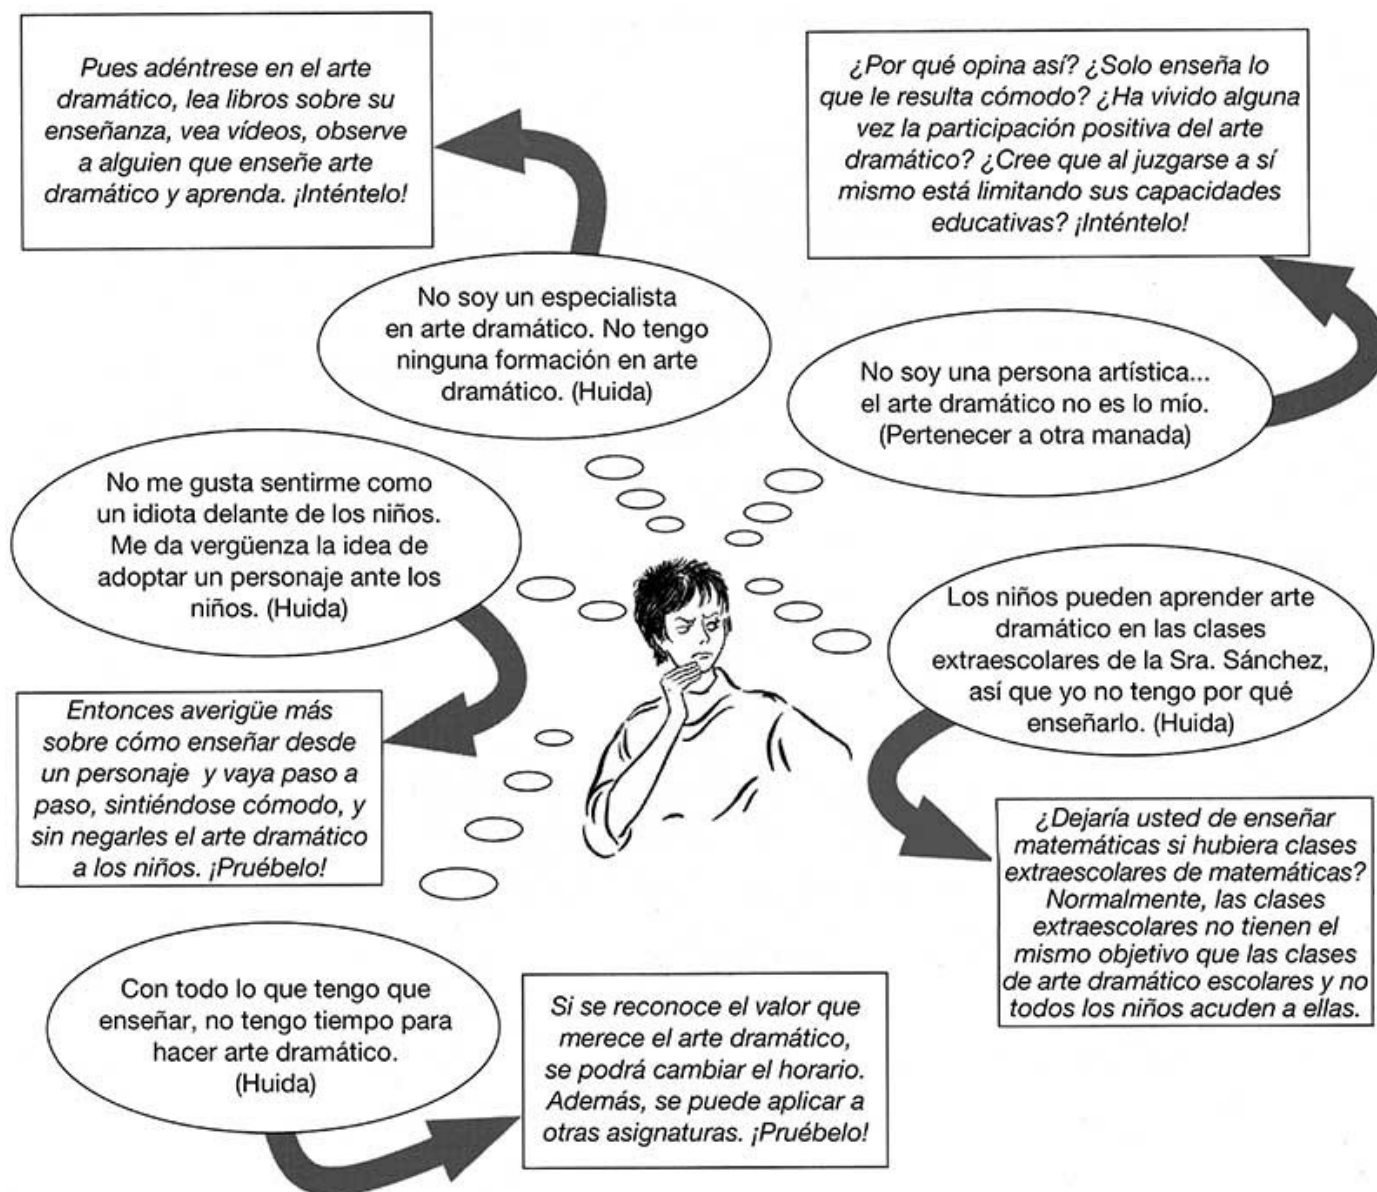 Pues adéntrese en el arte
dramático, lea libros sobre su
enseñanza, vea vídeos, observe
a alguien que enseñe arte
dramático y aprenda. ¡Inténtelo!
¿Por qué opina así? ¿Solo enseña lo
que le resulta cómodo? ¿Ha vivido alguna
vez la participación positiva del arte
dramático? ¿Cree que al juzgarse a sí
mismo está limitando sus capacidades
educativas? ¡Inténtelo!
No soy un especialista
en arte dramático. No tengo
ninguna formación en arte
dramático. (Huida)
No soy una persona artística...
el arte dramático no es lo mío.
(Pertenecer a otra manada)
No me gusta sentirme como
un idiota delante de los niños.
Me da vergüenza la idea de
adoptar un personaje ante los
niños. (Huida)
Los niños pueden aprender arte
dramático en las clases
extraescolares de la Sra. Sánchez,
así que yo no tengo por qué
enseñarlo. (Huida)
Entonces averigüe más
sobre cómo enseñar desde
un personaje y vaya paso a
paso, sintiéndose cómodo, y
sin negarles el arte dramático
a los niños. ¡Pruébelo!
¿Dejaría usted de enseñar
matemáticas si hubiera clases
extraescolares de matemáticas?
Normalmente, las clases
extraescolares no tienen el
mismo objetivo que las clases
de arte dramático escolares y no
todos los niños acuden a ellas.
Con todo lo que tengo que
enseñar, no tengo tiempo para
hacer arte dramático.
(Huida)
Si se reconoce el valor que
merece el arte dramático,
se podrá cambiar el horario.
Además, se puede aplicar a
otras asignaturas. ¡Pruébelo!